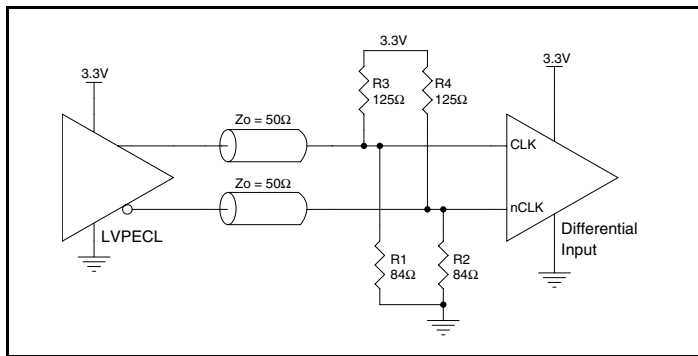 3.3V
3.3V
R3
125Ω
R4
125Ω
3.3V
Zo = 50Ω
CLK
Zo = 50Ω
nCLK
LVPECL
R1
84Ω
R2
84Ω
Differential
Input